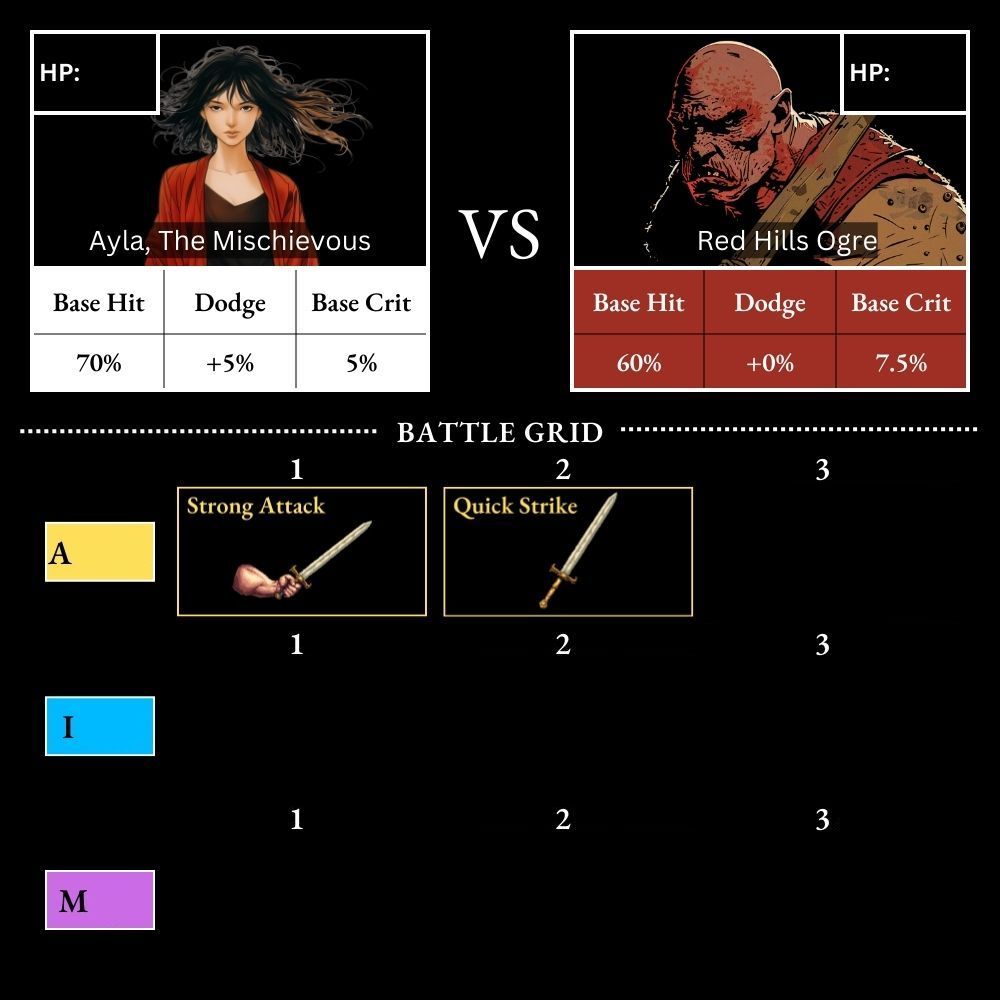 HP:
HP:
Ayla, The Mischievous
VS
Red Hills Ogre
Base Hit Dodge Base Crit
70% +5% 5%
Base Hit Dodge Base Crit
60% +0% 7.5%
BATTLE GRID
1 2 3
Strong Attack
Quick Strike
A
1 2 3
I
1 2 3
M